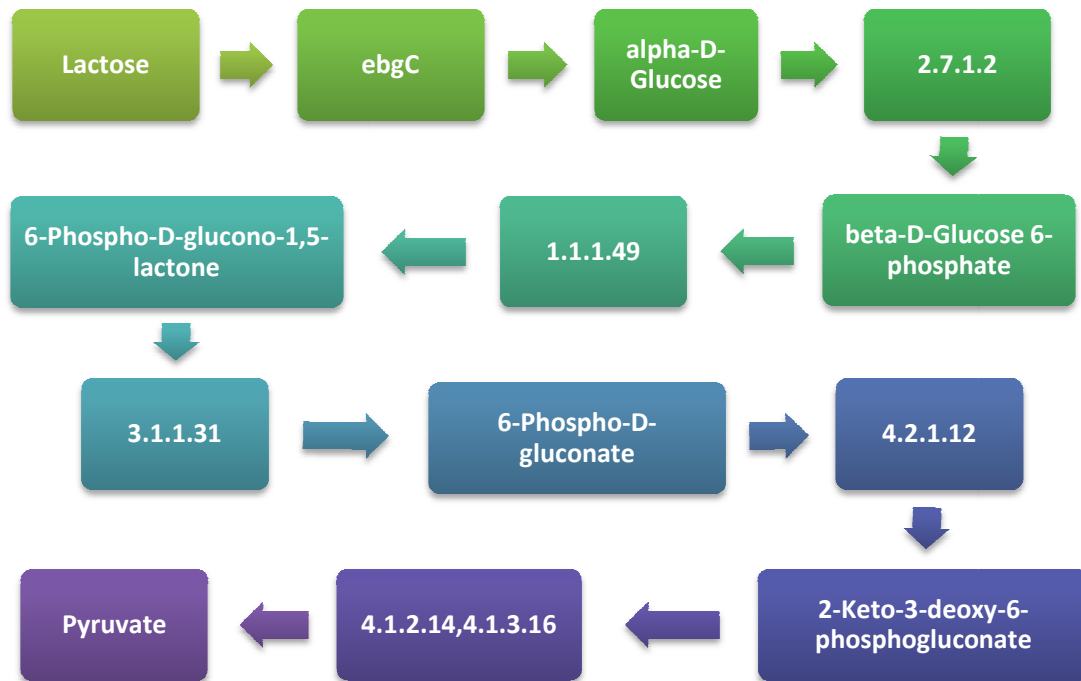 Lactose
ebgC
alpha-D-
Glucose
2.7.1.2
beta-D-Glucose 6-
phosphate
1.1.1.49
6-Phospho-D-glucono-1,5-
lactone
3.1.1.31
6-Phospho-D-
gluconate
4.2.1.12
2-Keto-3-deoxy-6-
phosphogluconate
4.1.2.14,4.1.3.16
Pyruvate